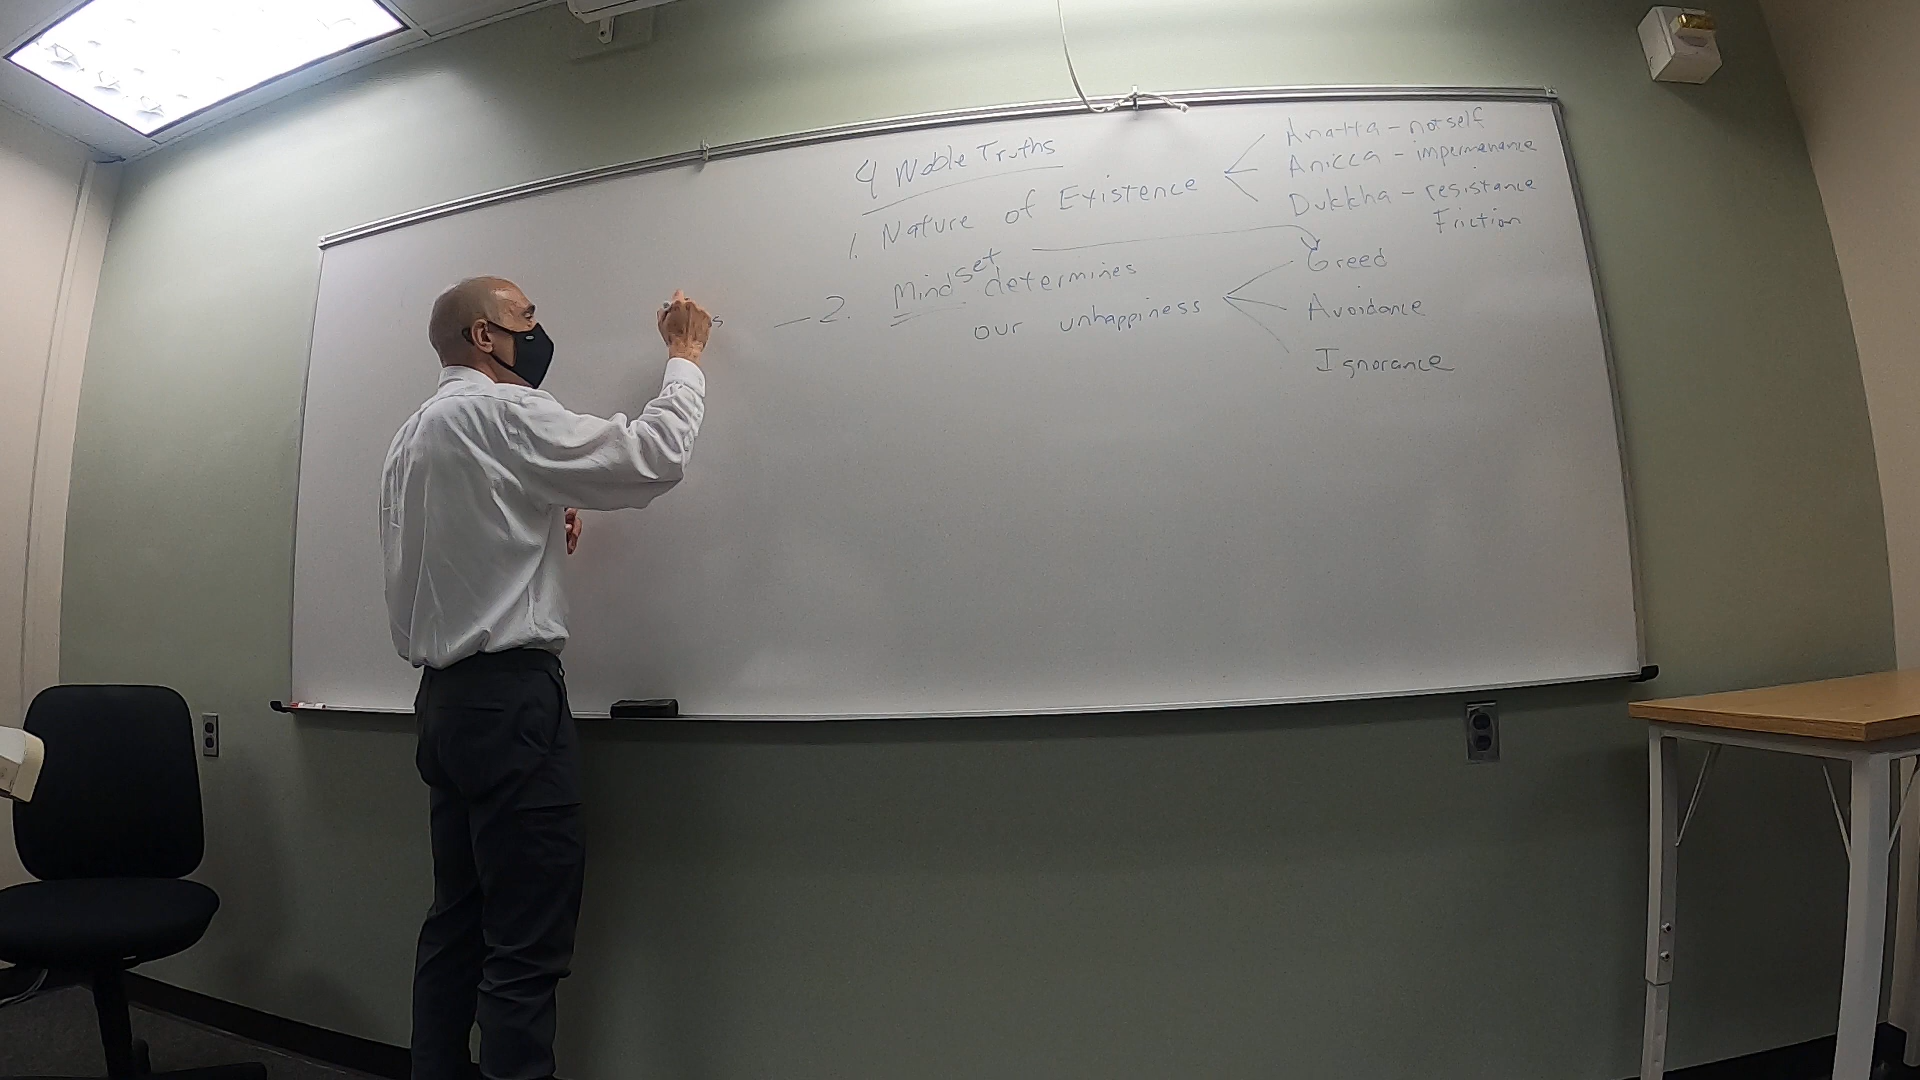 4 Noble Truths
1. Nature of Existence
Anatta - not self
Anicca - impermanence
Dukkha - resistance
Friction
— 2. Mindset determines
our unhappiness
Greed
Avoidance
Ignorance